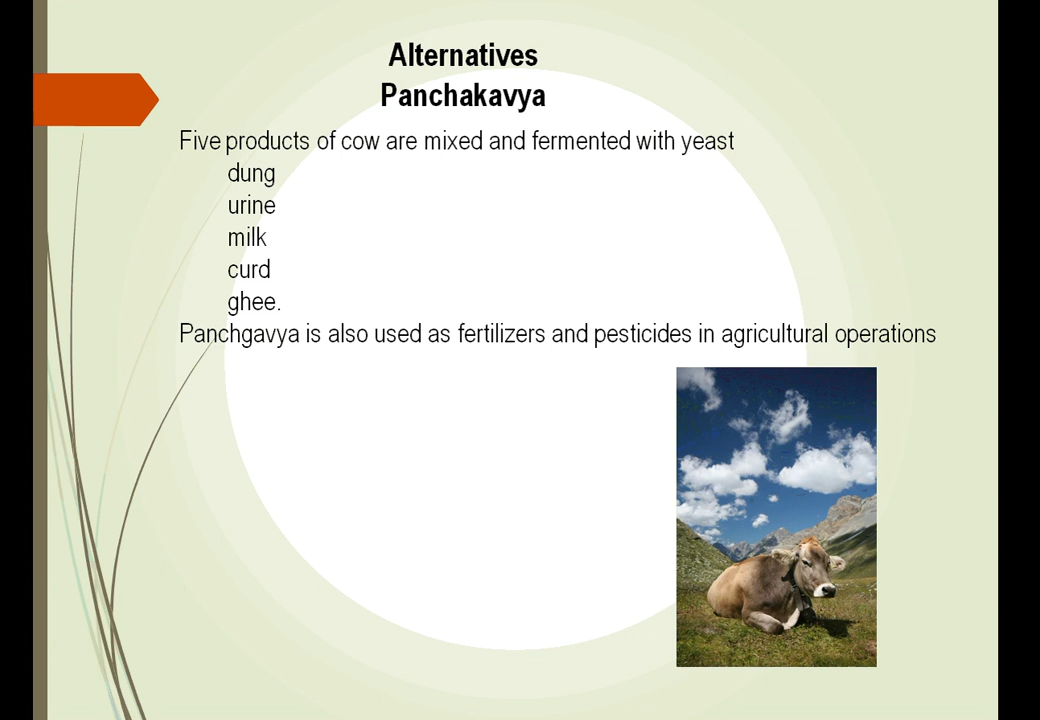 Alternatives
Panchakavya
Five products of cow are mixed and fermented with yeast
dung
urine
milk
curd
ghee.
Panchgavya is also used as fertilizers and pesticides in agricultural operations